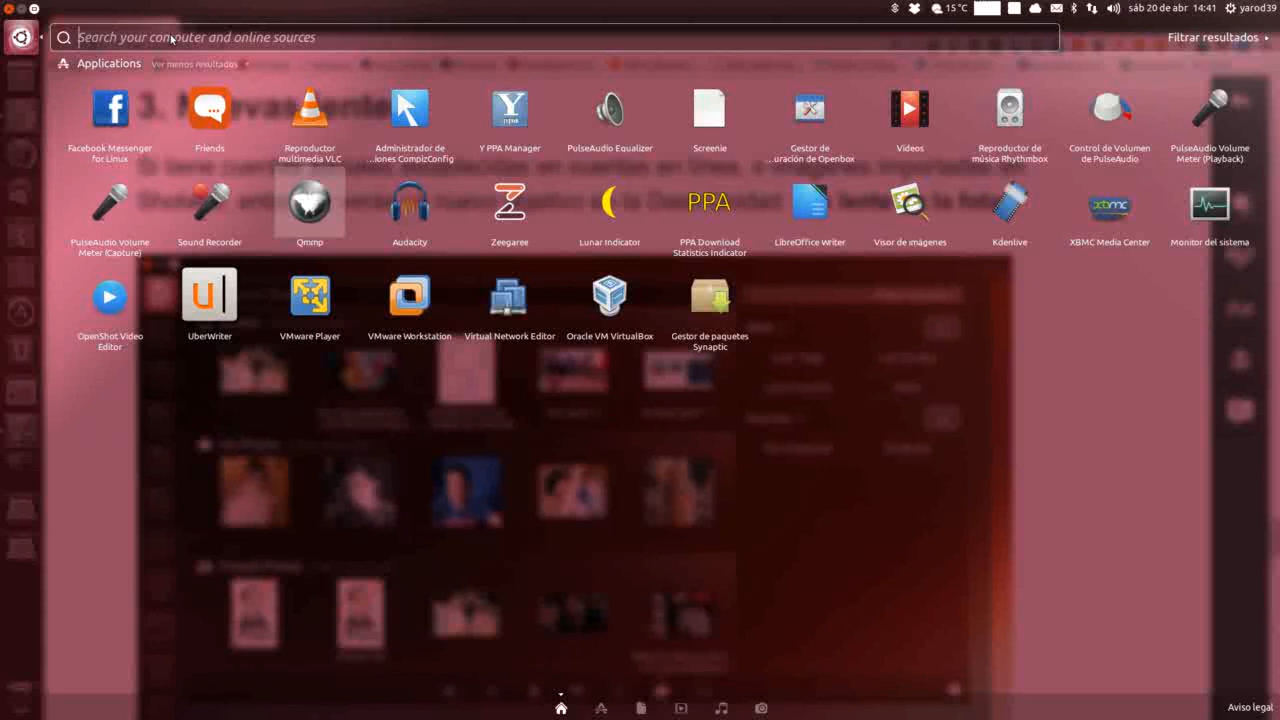 15 °C
sáb 20 de abr 14:41 yarod39
Search your computer and online sources
Filtrar resultados
Applications Ver menos resultados
Facebook Messenger for Linux
Friends
Reproductor multimedia VLC
Administrador de ...iones CompizConfig
Y PPA Manager
PulseAudio Equalizer
Screenie
Gestor de ...uración de Openbox
Vídeos
Reproductor de música Rhythmbox
Control de Volumen de PulseAudio
PulseAudio Volume Meter (Playback)
PulseAudio Volume Meter (Capture)
Sound Recorder
Qmmp
Audacity
Zeegaree
Lunar Indicator
PPA
PPA Download Statistics Indicator
LibreOffice Writer
Visor de imágenes
Kdenlive
xbmc
XBMC Media Center
Monitor del sistema
OpenShot Video Editor
UberWriter
VMware Player
VMware Workstation
Virtual Network Editor
Oracle VM VirtualBox
Gestor de paquetes Synaptic
Aviso legal